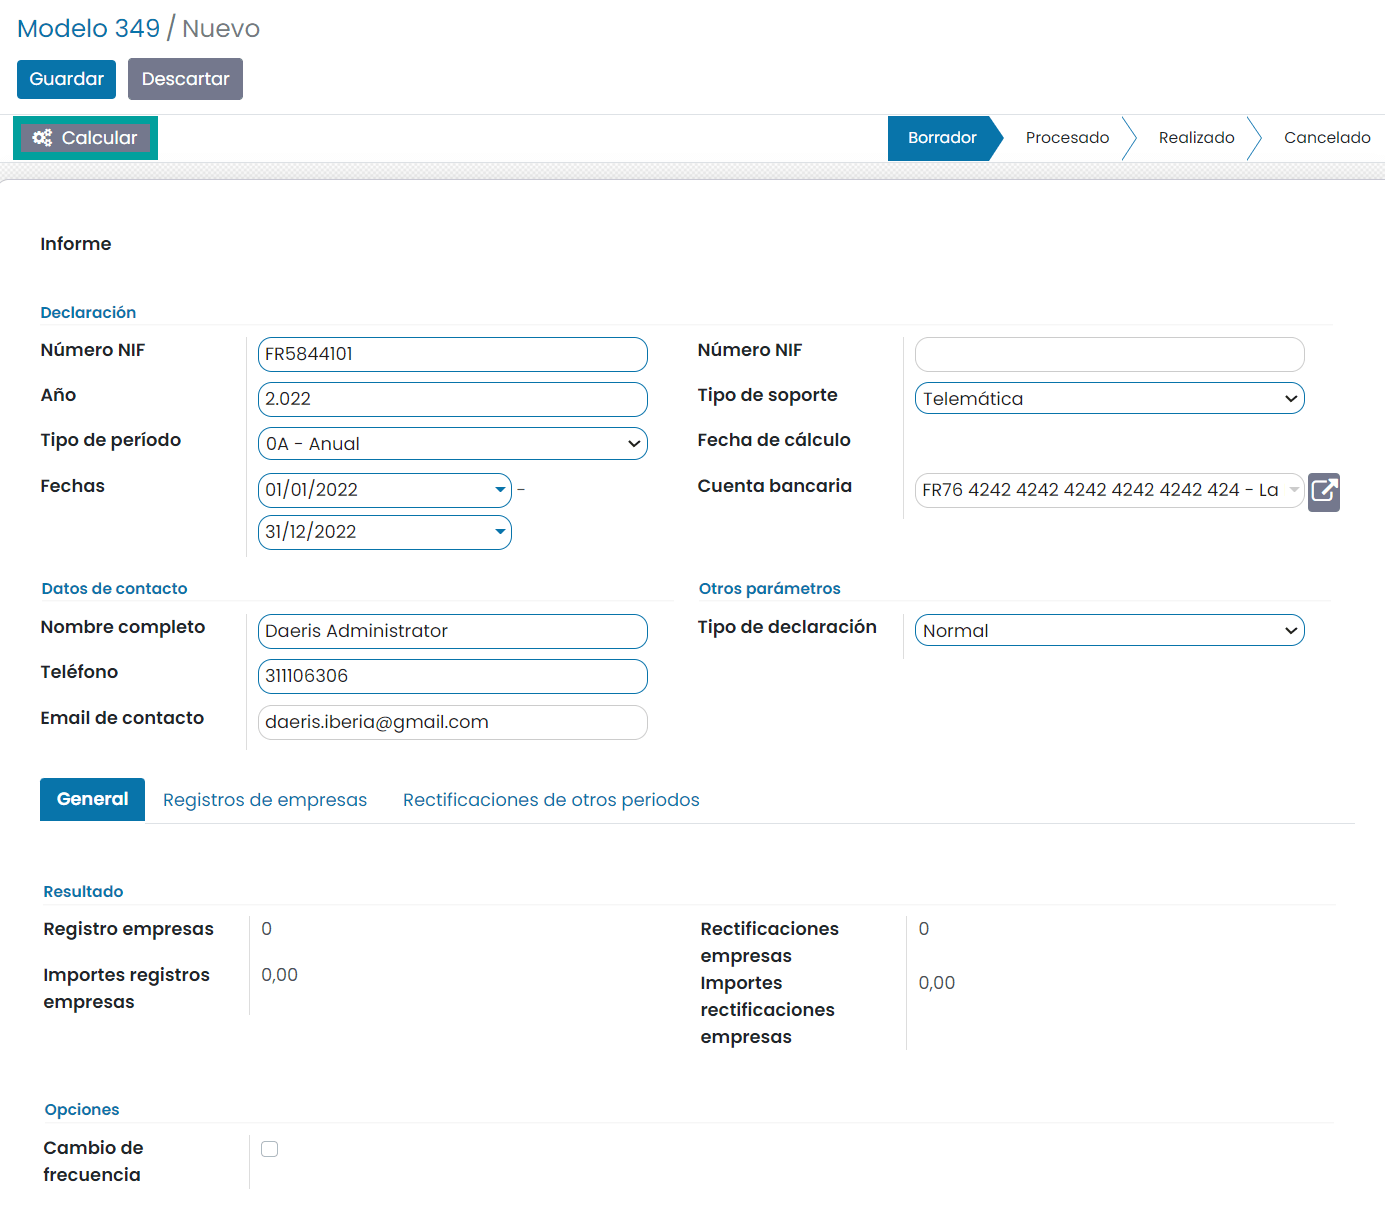 Modelo 349 / Nuevo
Guardar Descartar
Calcular Borrador Procesado Realizado Cancelado
Informe
Declaración
Número NIF FR5844101 Número NIF
Año 2.022 Tipo de soporte Telemática
Tipo de período 0A - Anual Fecha de cálculo
Fechas 01/01/2022 - Cuenta bancaria FR76 4242 4242 4242 4242 4242 424 - La
31/12/2022
Datos de contacto Otros parámetros
Nombre completo Daeris Administrator Tipo de declaración Normal
Teléfono 311106306
Email de contacto daeris.iberia@gmail.com
General Registros de empresas Rectificaciones de otros periodos
Resultado
Registro empresas 0
Importes registros 0,00
empresas
Rectificaciones 0
empresas
Importes 0,00
rectificaciones
empresas
Opciones
Cambio de
frecuencia